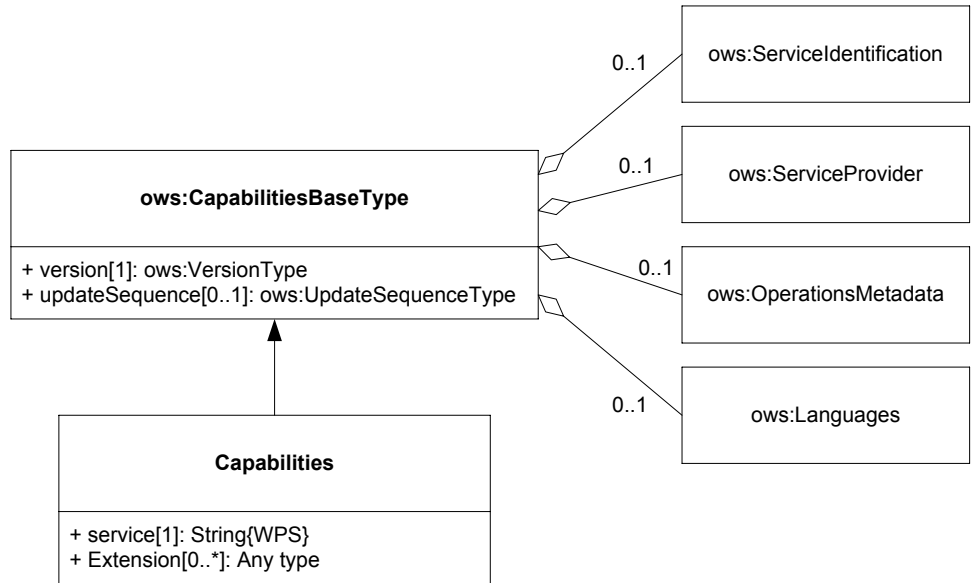 ows:ServiceIdentification
0..1
ows:ServiceProvider
0..1
ows:CapabilitiesBaseType
+ version[1]: ows:VersionType
+ updateSequence[0..1]: ows:UpdateSequenceType
0..1
ows:OperationsMetadata
0..1
ows:Languages
Capabilities
+ service[1]: String{WPS}
+ Extension[0..*]: Any type